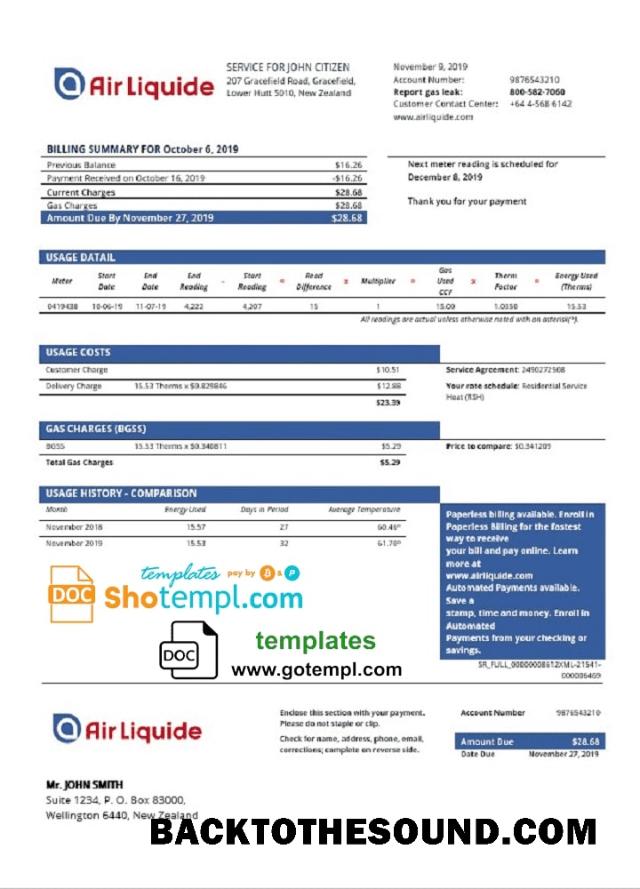 Air Liquide
SERVICE FOR JOHN CITIZEN
207 Gracefield Road, Gracefield,
Lower Hutt 5010, New Zealand
November 9, 2019
Account Number: 9876543210
Report gas leak: 800-582-7060
Customer Contact Center: +64 4-568 6142
www.airliquide.com
BILLING SUMMARY FOR October 6, 2019
Previous Balance $16.26
Payment Received on October 16, 2019 -$16.26
Current Charges $28.68
Gas Charges $28.68
Amount Due By November 27, 2019 $28.68
Next meter reading is scheduled for
December 8, 2019
Thank you for your payment
USAGE DATAIL
Meter Start Date End Date End Reading - Start Reading = Read Difference x Multiplier = Gas Used CCF x Therm Factor = Energy Used (Therms)
0419438 10-06-19 11-07-19 4,222 4,207 15 1 15.00 1.0350 15.53
All readings are actual unless otherwise noted with an asterisk(*).
USAGE COSTS
Customer Charge $10.51
Delivery Charge 15.53 Therms x $0.829846 $12.88
$23.39
Service Agreement: 2490272908
Your rate schedule: Residential Service
Heat (RSH)
GAS CHARGES (BGSS)
BGSS 15.53 Therms x $0.340811 $5.29
Total Gas Charges $5.29
Price to compare: $0.341209
USAGE HISTORY - COMPARISON
Month Energy Used Days in Period Average Temperature
November 2018 15.57 27 60.46º
November 2019 15.53 32 61.70º
Paperless billing available. Enroll in
Paperless Billing for the fastest
way to receive
your bill and pay online. Learn
more at
www.airliquide.com
Automated Payments available.
Save a
stamp, time and money. Enroll in
Automated
Payments from your checking or
savings.
templates pay by B & P
DOC Shotempl.com
DOC templates
www.gotempl.com
Air Liquide
Enclose this section with your payment.
Please do not staple or clip.
Check for name, address, phone, email,
corrections; complete on reverse side.
Account Number 9876543210
Amount Due $28.68
Date Due November 27, 2019
Mr. JOHN SMITH
Suite 1234, P. O. Box 83000,
Wellington 6440, New Zealand
BACKTOTHESOUND.COM